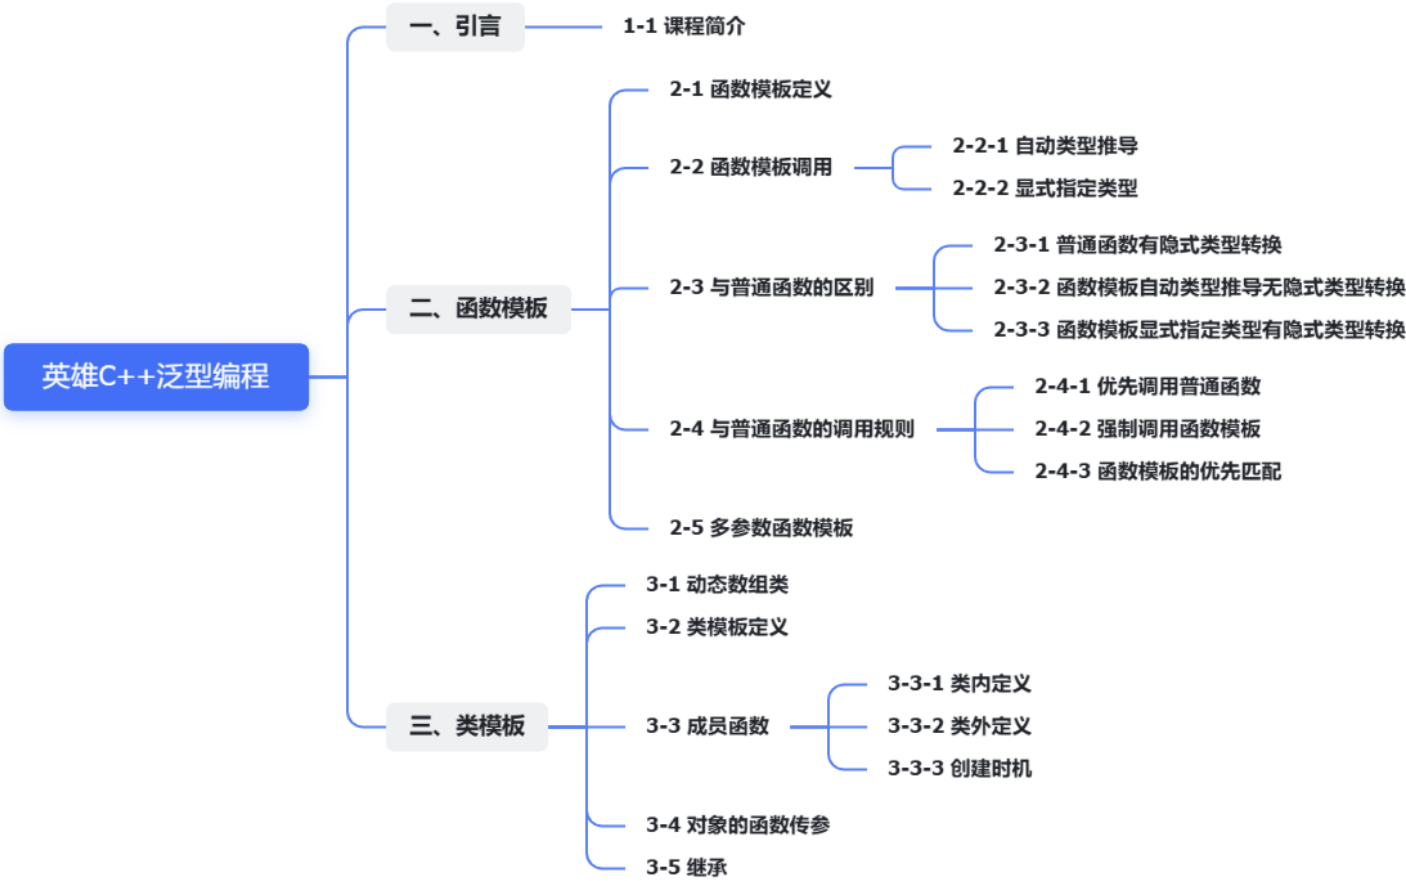 英雄C++泛型编程
一、引言
1-1 课程简介
二、函数模板
2-1 函数模板定义
2-2 函数模板调用
2-2-1 自动类型推导
2-2-2 显式指定类型
2-3 与普通函数的区别
2-3-1 普通函数有隐式类型转换
2-3-2 函数模板自动类型推导无隐式类型转换
2-3-3 函数模板显式指定类型有隐式类型转换
2-4 与普通函数的调用规则
2-4-1 优先调用普通函数
2-4-2 强制调用函数模板
2-4-3 函数模板的优先匹配
2-5 多参数函数模板
三、类模板
3-1 动态数组类
3-2 类模板定义
3-3 成员函数
3-3-1 类内定义
3-3-2 类外定义
3-3-3 创建时机
3-4 对象的函数传参
3-5 继承